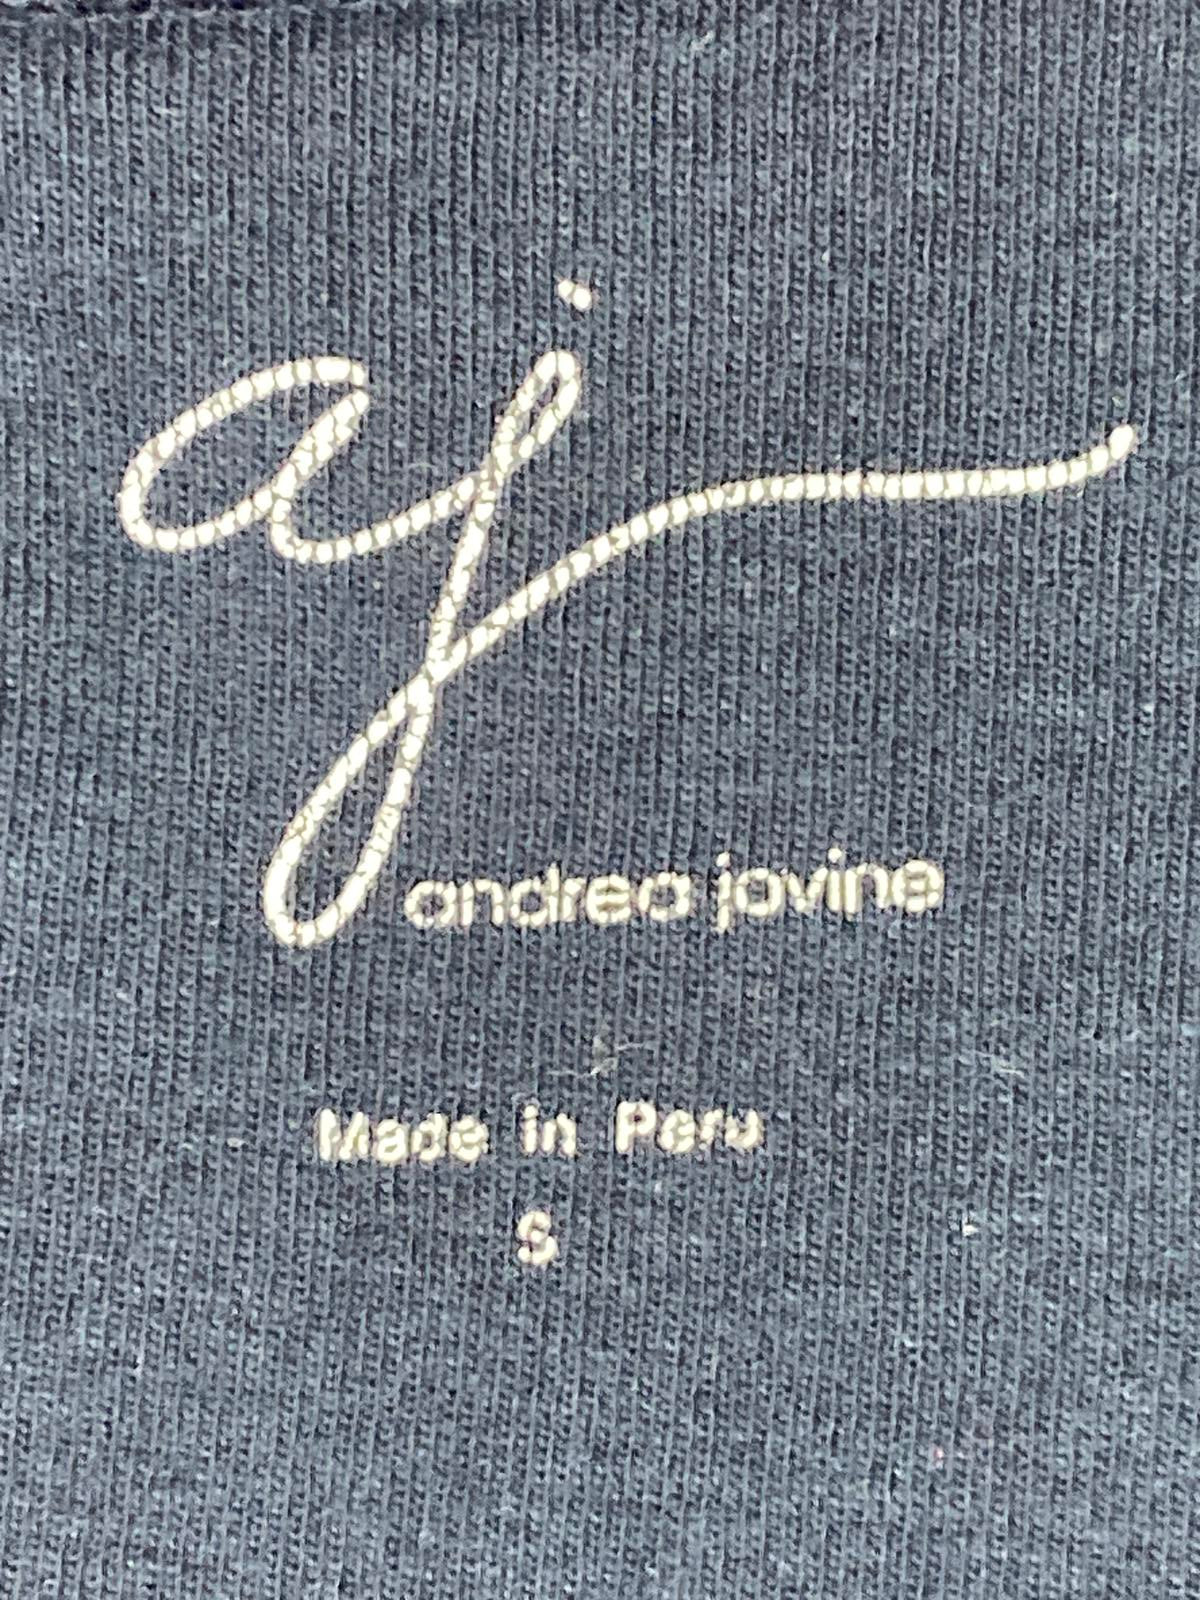 aj
andrea jovine
Made in Peru
S